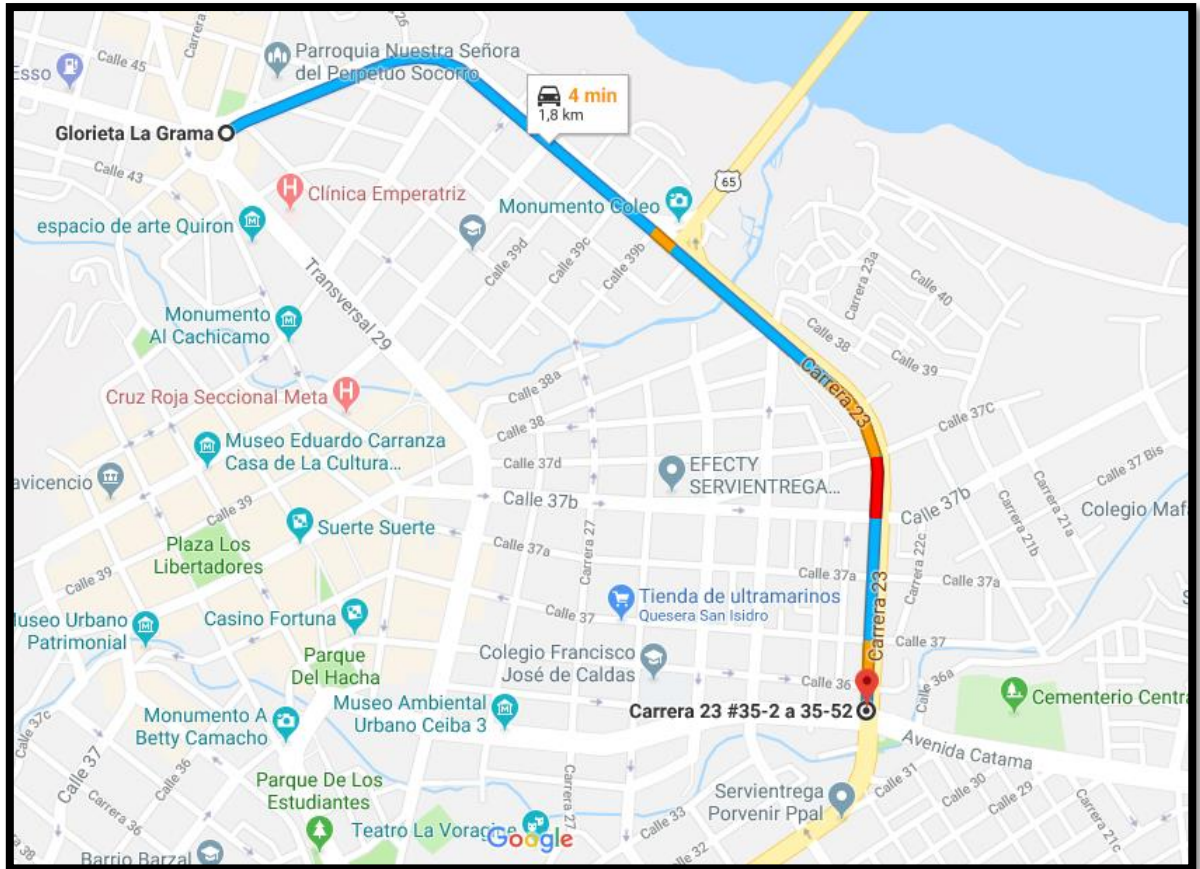 Carrera
26
Calle 45
Esso
Parroquia Nuestra Señora
del Perpetuo Socorro
4 min
1,8 km
Glorieta La Grama
Calle 43
65
Clínica Emperatriz
Monumento Coleo
espacio de arte Quiron
Calle 39d
Calle 39c
Calle 39b
Carrera 23a
Calle 40
Transversal 29
Monumento
Al Cachicamo
Calle 38
Calle 39
Carrera 23
Calle 38a
Cruz Roja Seccional Meta
Calle 37C
Calle 38
Museo Eduardo Carranza
Casa de La Cultura...
Calle 37d
EFECTY
SERVIENTREGA...
Calle 37 Bis
avicencio
Calle 37b
Calle 37b
Carrera 21a
Colegio Maf
Calle 39
Suerte Suerte
Carrera 27
Carrera 21b
Plaza Los
Libertadores
Calle 37a
Carrera 22c
Calle 39
Calle 37a
Calle 37a
Tienda de ultramarinos
Quesera San Isidro
Carrera 23
Museo Urbano
Patrimonial
Casino Fortuna
Calle 37
Calle 37
Parque
Del Hacha
Colegio Francisco
José de Caldas
Calle 36
Calle 36a
Cementerio Centra
Museo Ambiental
Urbano Ceiba 3
Carrera 23 #35-2 a 35-52
Calle 37c
Monumento A
Betty Camacho
Avenida Catama
Calle 37
Calle 36
Carrera 27
Calle 31
Parque De Los
Estudiantes
Servientrega
Porvenir Ppal
Calle 30
Calle 29
Carrera 36
Calle 33
Carrera 21c
Teatro La Voragine
Google
Calle 32
38
Barrio Barzal